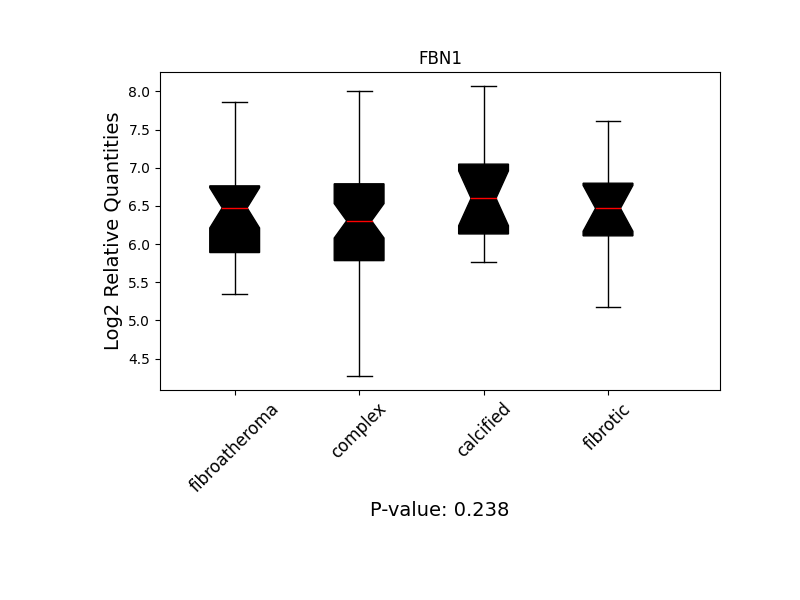 FBN1
Log2 Relative Quantities
8.0
7.5
7.0
6.5
6.0
5.5
5.0
4.5
fibroatheroma
complex
calcified
fibrotic
P-value: 0.238